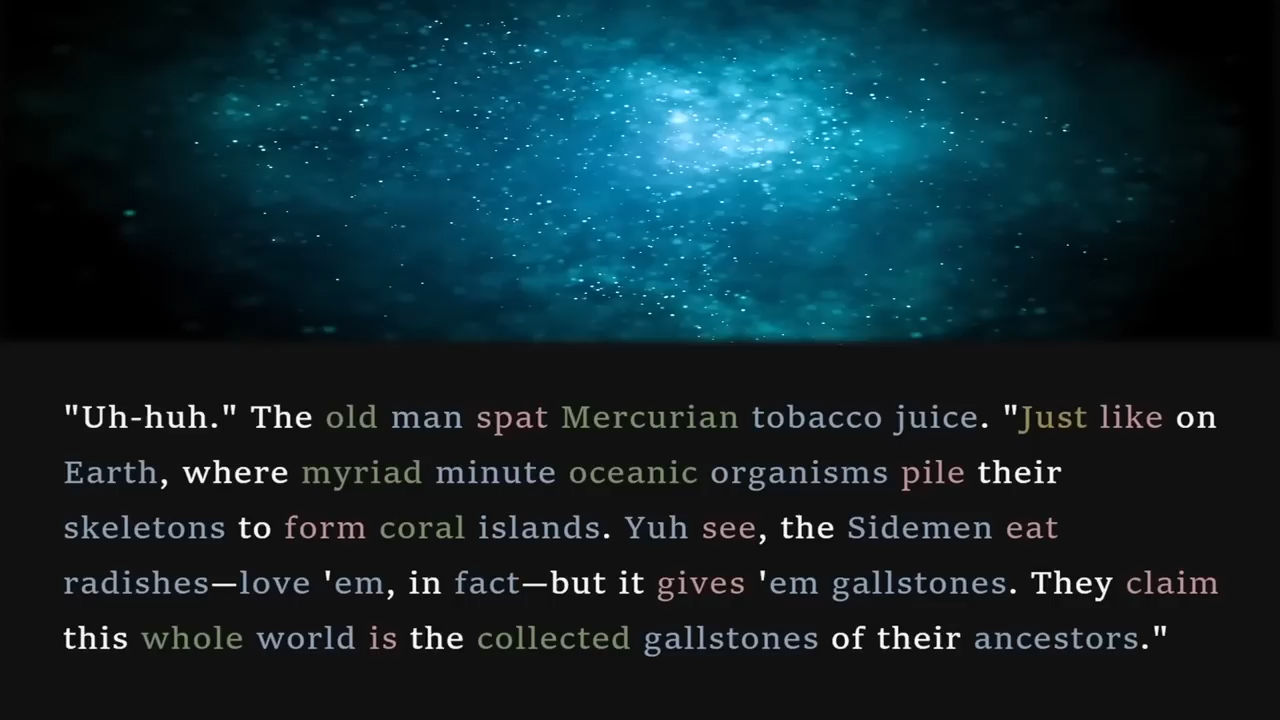 "Uh-huh." The old man spat Mercurian tobacco juice. "Just like on
Earth, where myriad minute oceanic organisms pile their
skeletons to form coral islands. Yuh see, the Sidemen eat
radishes—love 'em, in fact—but it gives 'em gallstones. They claim
this whole world is the collected gallstones of their ancestors."